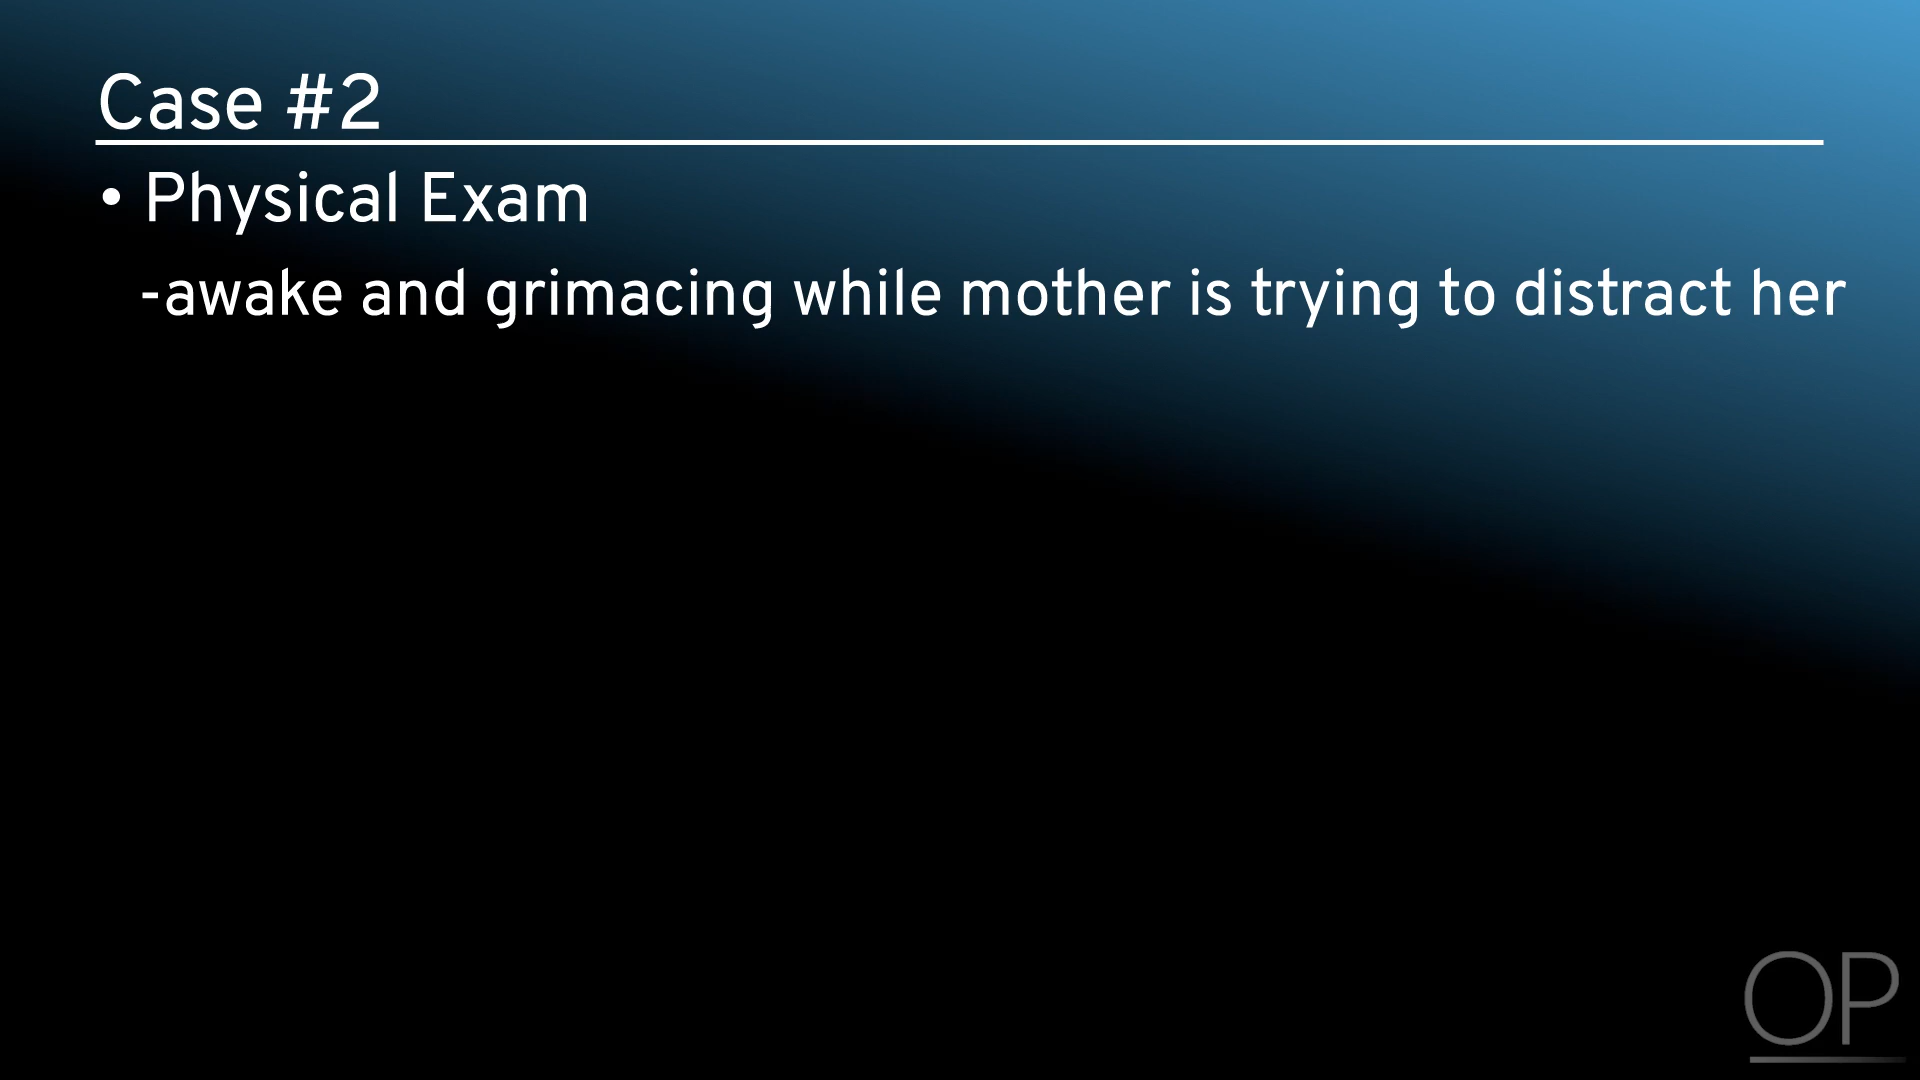 Case #2
• Physical Exam
-awake and grimacing while mother is trying to distract her
OP